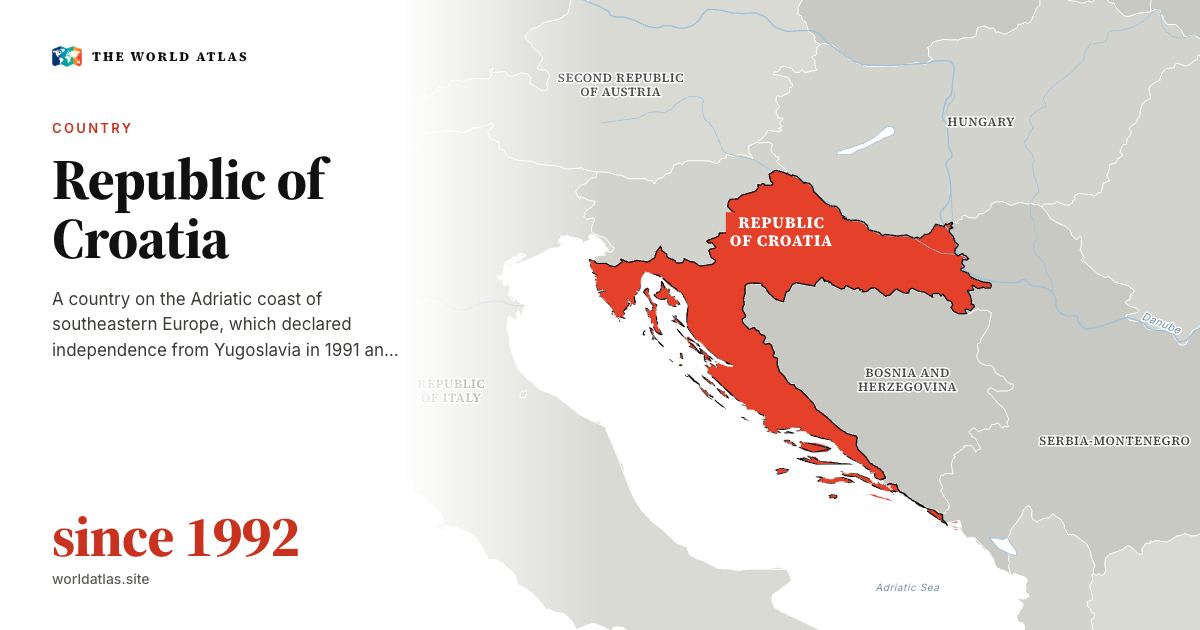 THE WORLD ATLAS
COUNTRY
Republic of
Croatia
A country on the Adriatic coast of
southeastern Europe, which declared
independence from Yugoslavia in 1991 an...
since 1992
worldatlas.site
SECOND REPUBLIC
OF AUSTRIA
HUNGARY
REPUBLIC
OF CROATIA
Danube
BOSNIA AND
HERZEGOVINA
REPUBLIC
OF ITALY
SERBIA-MONTENEGRO
Adriatic Sea